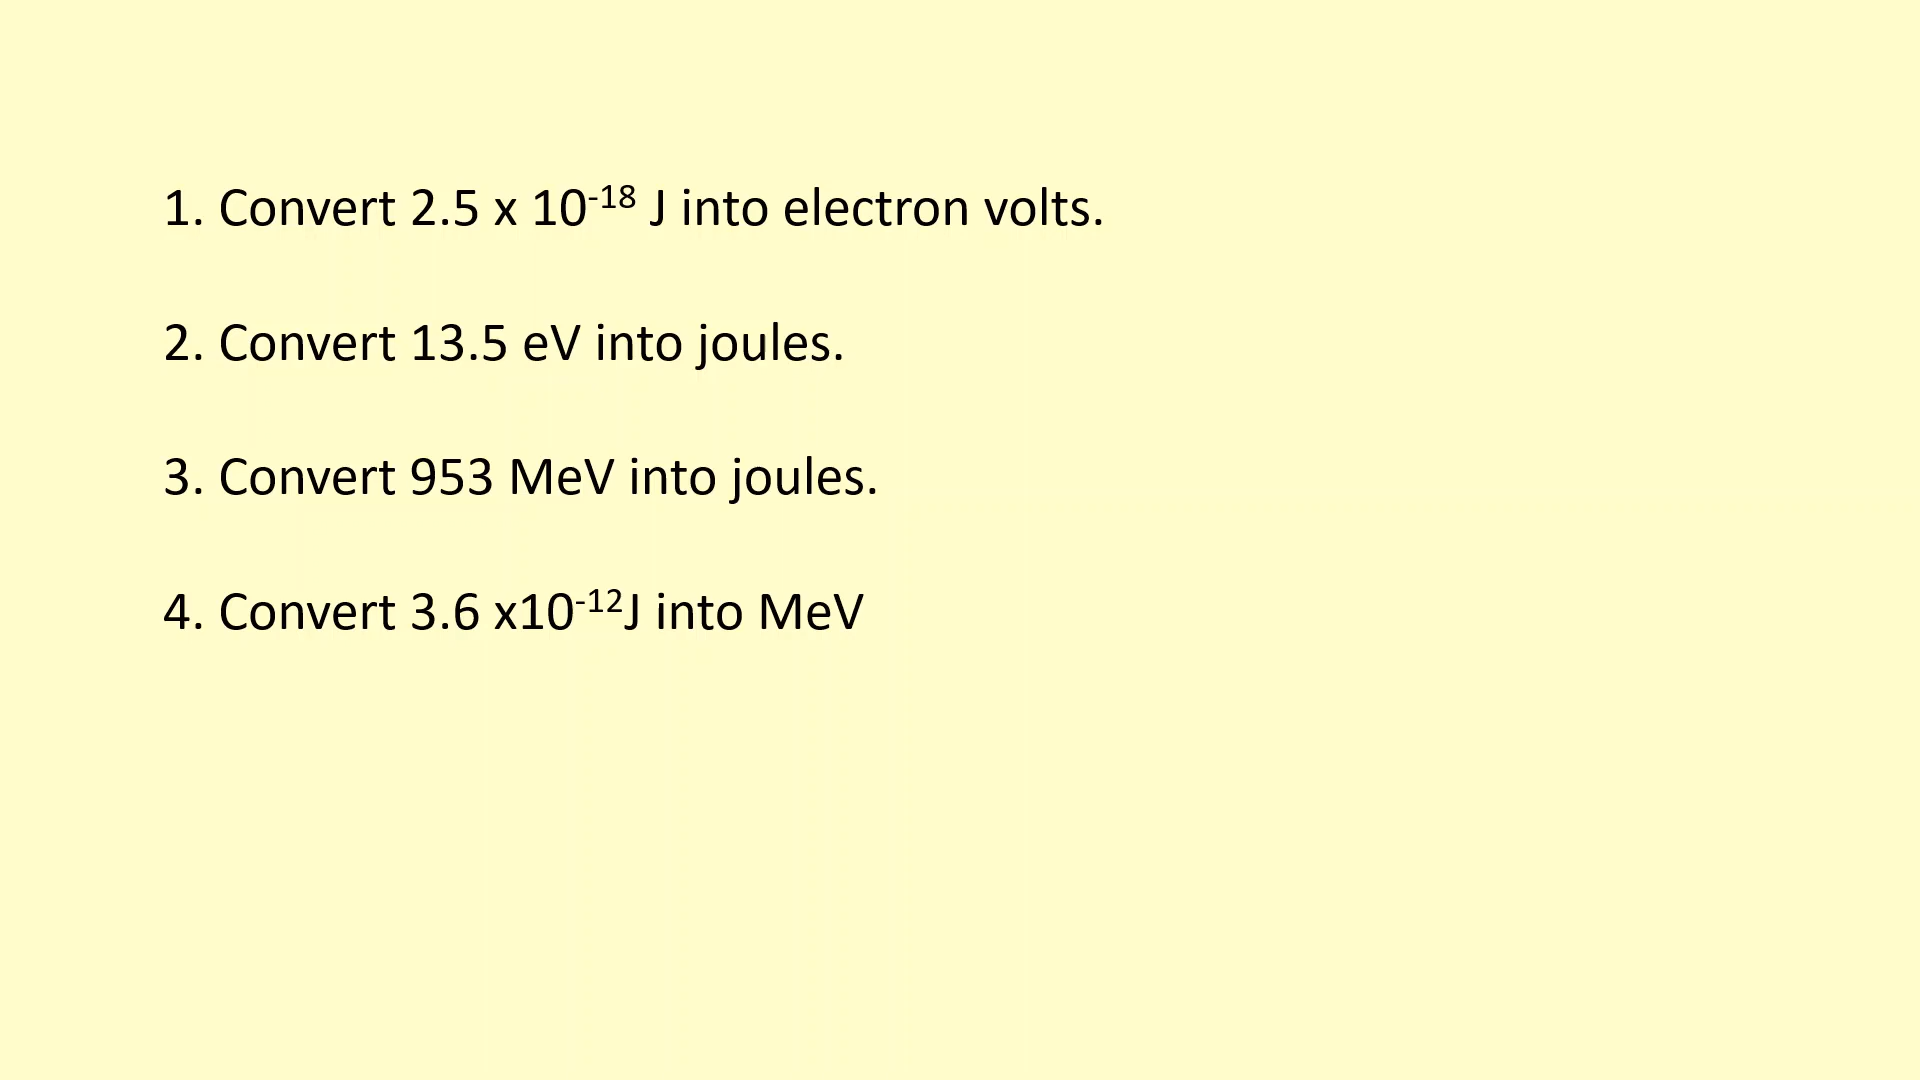 1. Convert 2.5 x 10⁻¹⁸ J into electron volts.
2. Convert 13.5 eV into joules.
3. Convert 953 MeV into joules.
4. Convert 3.6 x10⁻¹²J into MeV